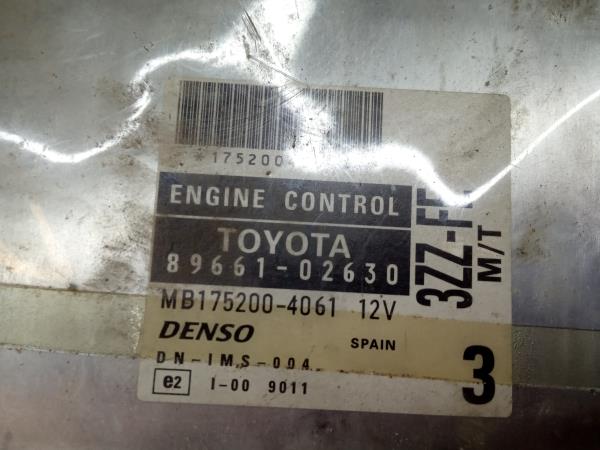 *175200
ENGINE CONTROL
TOYOTA
89661-02630
MB175200-4061 12V
DENSO SPAIN
DN-IMS-004
e2 I-00 9011
3ZZ-FE
M/T
3